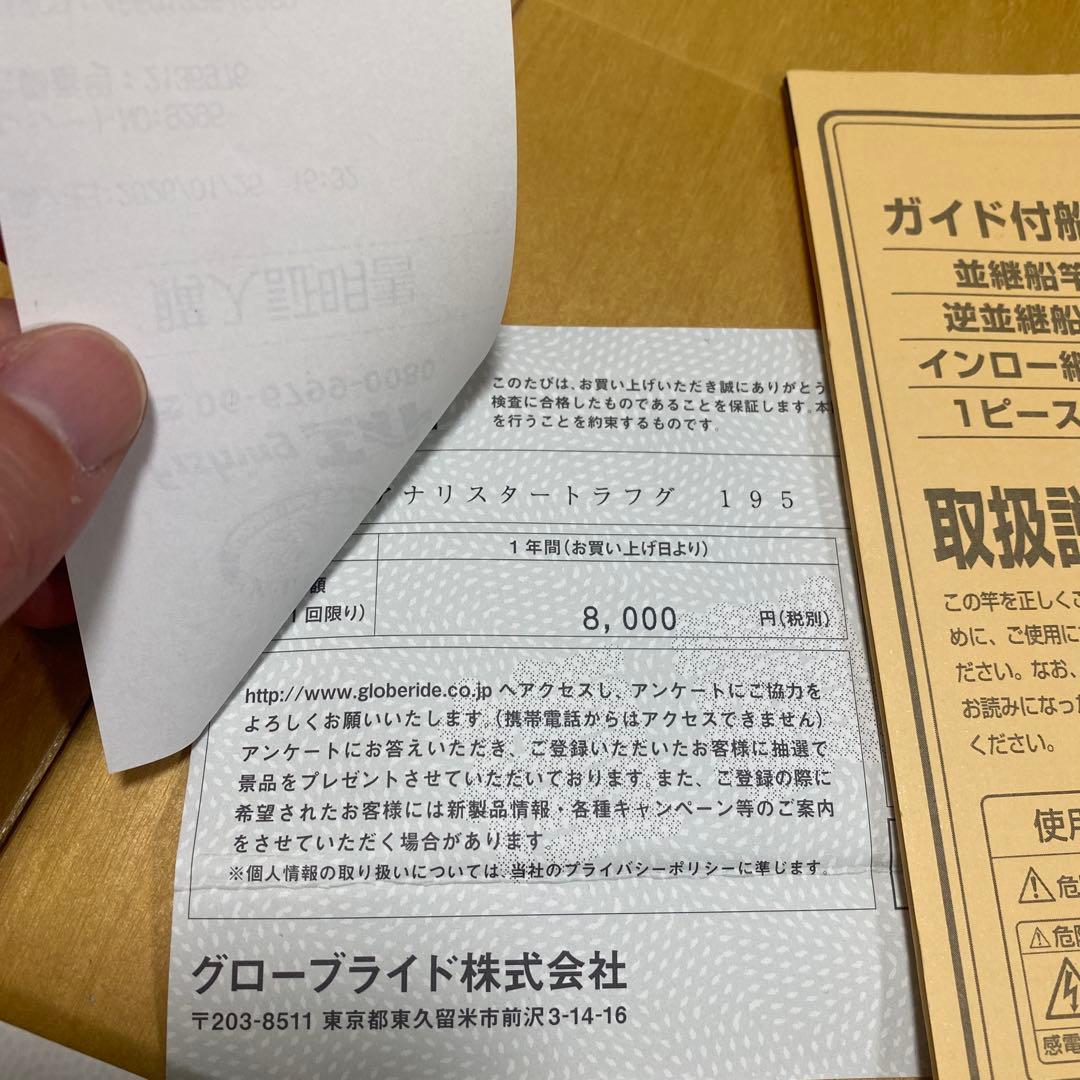 購入証明書
このたびは、お買い上げいただき誠にありがとう
検査に合格したものであることを保証します。本
を行うことを約束するものです。
アナリスタートラフグ 195
1年間(お買い上げ日より)
額
1回限り)
8,000 円(税別)
http://www.globeride.co.jp へアクセスし、アンケートにご協力を
よろしくお願いいたします。(携帯電話からはアクセスできません)
アンケートにお答えいただき、ご登録いただいたお客様に抽選で
景品をプレゼントさせていただいております。また、ご登録の際に
希望されたお客様には新製品情報・各種キャンペーン等のご案内
をさせていただく場合があります。
※個人情報の取り扱いについては、当社のプライバシーポリシーに準じます。
グローブライド株式会社
〒203-8511 東京都東久留米市前沢3-14-16
ガイド付船
並継船竿
逆並継船
インロー継
1ピース
取扱説
この竿を正しくご
めに、ご使用に
ださい。なお、
お読みになった
ください。
使用
危
危険
感電